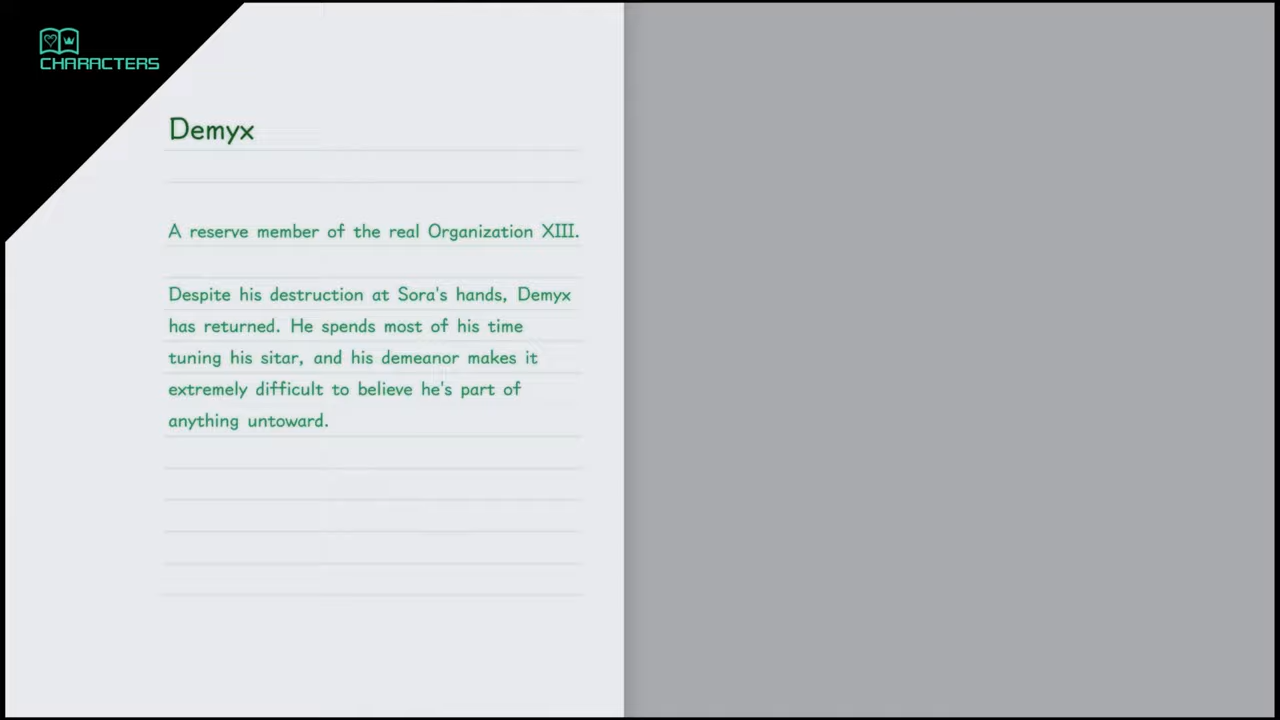 CHARACTERS
Demyx
A reserve member of the real Organization XIII.
Despite his destruction at Sora's hands, Demyx
has returned. He spends most of his time
tuning his sitar, and his demeanor makes it
extremely difficult to believe he's part of
anything untoward.